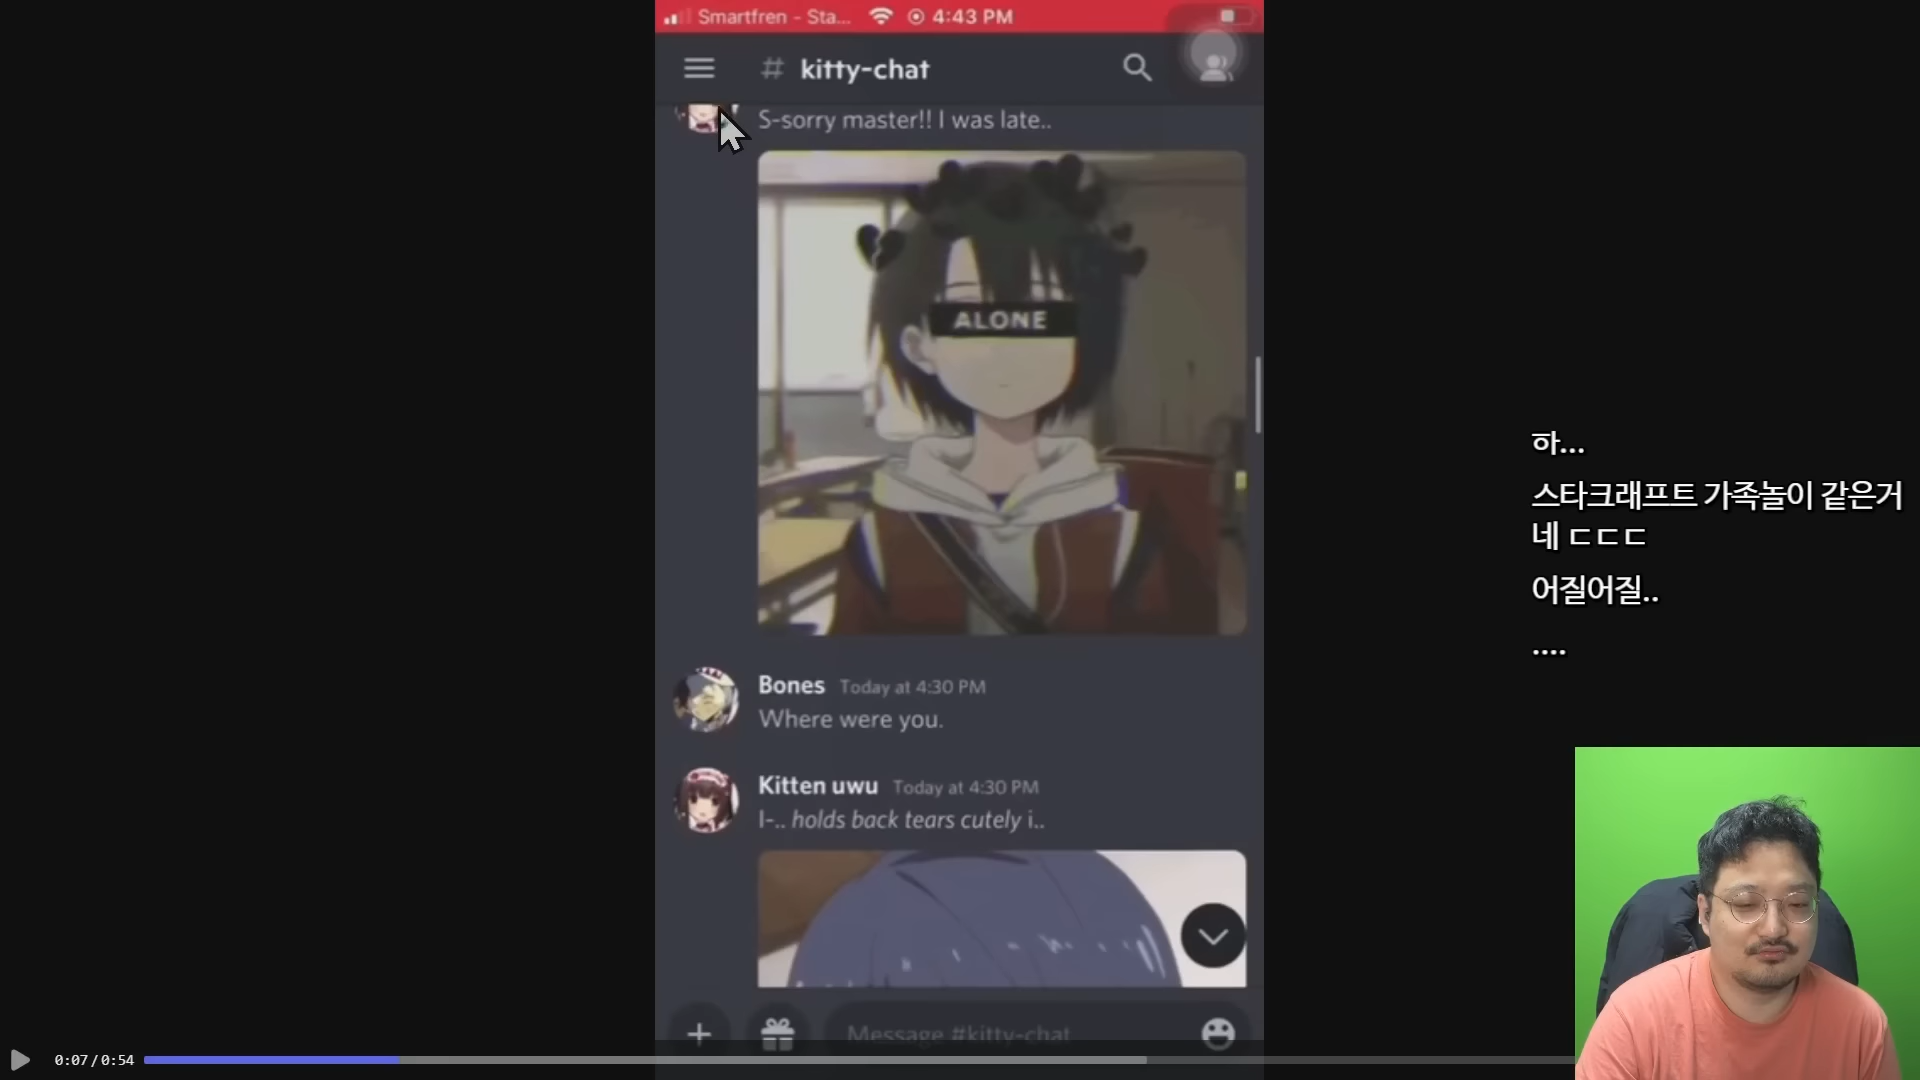 Smartfren - Sta... 4:43 PM
# kitty-chat
S-sorry master!! I was late..
ALONE
Bones Today at 4:30 PM
Where were you.
Kitten uwu Today at 4:30 PM
I-.. holds back tears cutely i..
Message #kitty-chat
0:07/0:54
하...
스타크래프트 가족놀이 같은거
네 ㄷㄷㄷ
어질어질..
....